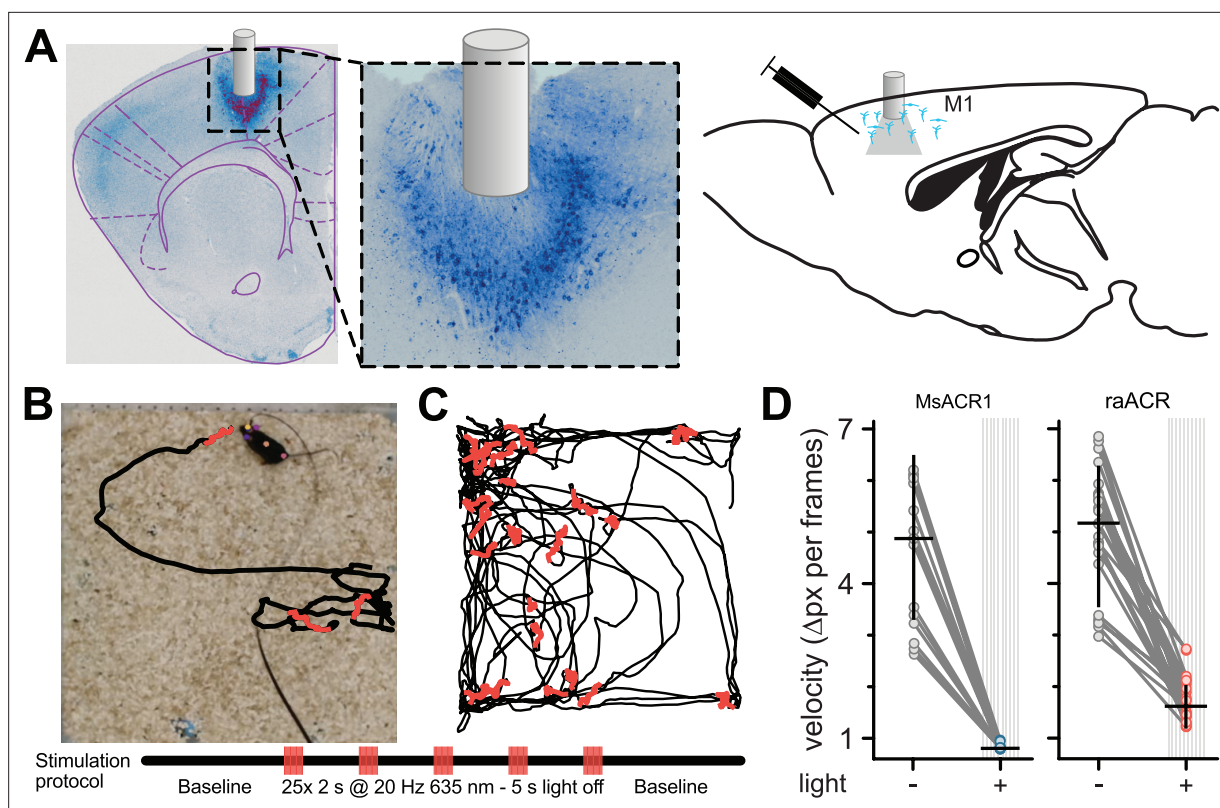 A
M1
B
C
D
MsACR1
raACR
velocity (Δpx per frames)
7
4
1
light
- + - +
Stimulation
protocol
Baseline 25x 2 s @ 20 Hz 635 nm - 5 s light off Baseline